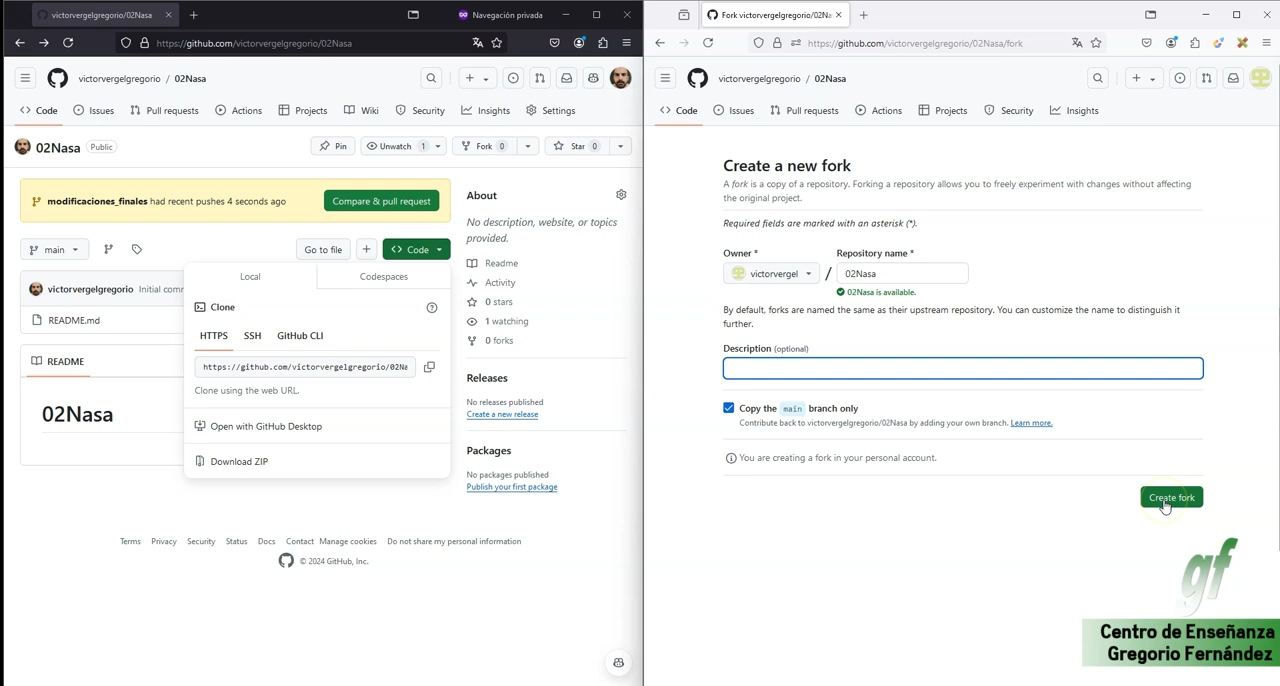 victorvergelgregorio/02Nasa
Navegación privada
https://github.com/victorvergelgregorio/02Nasa
victorvergelgregorio / 02Nasa
Code Issues Pull requests Actions Projects Wiki Security Insights Settings
02Nasa Public
Pin Unwatch 1 Fork 0 Star 0
modificaciones_finales had recent pushes 4 seconds ago
Compare & pull request
main
Go to file
Code
victorvergelgregorio Initial comm
README.md
README
02Nasa
Local Codespaces
Clone
HTTPS SSH GitHub CLI
https://github.com/victorvergelgregorio/02Na
Clone using the web URL.
Open with GitHub Desktop
Download ZIP
About
No description, website, or topics
provided.
Readme
Activity
0 stars
1 watching
0 forks
Releases
No releases published
Create a new release
Packages
No packages published
Publish your first package
Terms Privacy Security Status Docs Contact Manage cookies Do not share my personal information
© 2024 GitHub, Inc.
Fork victorvergelgregorio/02Na
https://github.com/victorvergelgregorio/02Nasa/fork
victorvergelgregorio / 02Nasa
Code Issues Pull requests Actions Projects Security Insights
Create a new fork
A fork is a copy of a repository. Forking a repository allows you to freely experiment with changes without affecting
the original project.
Required fields are marked with an asterisk (*).
Owner * Repository name *
victorvergel / 02Nasa
02Nasa is available.
By default, forks are named the same as their upstream repository. You can customize the name to distinguish it
further.
Description (optional)
Copy the main branch only
Contribute back to victorvergelgregorio/02Nasa by adding your own branch. Learn more.
You are creating a fork in your personal account.
Create fork
gf
Centro de Enseñanza
Gregorio Fernández